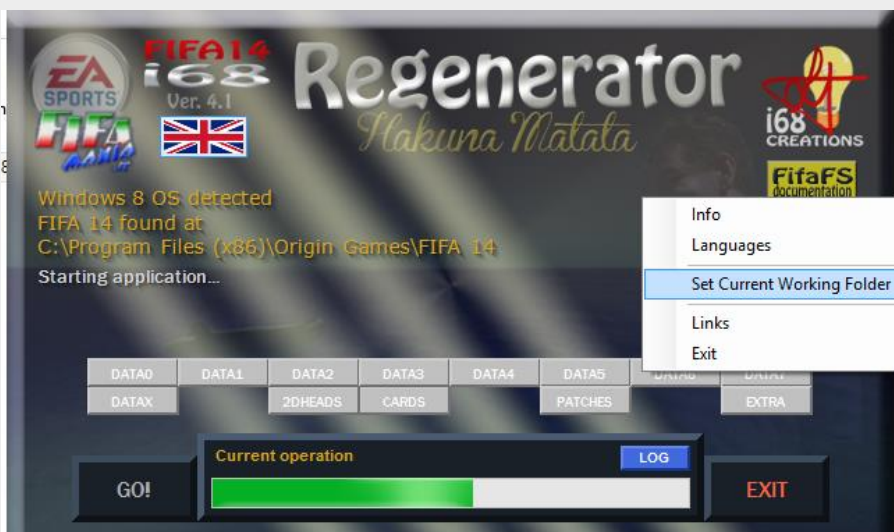 EA
SPORTS
FIFA
MANIA
FIFA14
i68
Ver. 4.1
Regenerator
Hakuna Matata
i68
CREATIONS
FifaFS
documentation
Windows 8 OS detected
FIFA 14 found at
C:\Program Files (x86)\Origin Games\FIFA 14
Starting application...
Info
Languages
Set Current Working Folder
Links
Exit
DATA0 DATA1 DATA2 DATA3 DATA4 DATA5 DATA6 DATA7
DATAX 2DHEADS CARDS PATCHES EXTRA
Current operation
LOG
GO!
EXIT